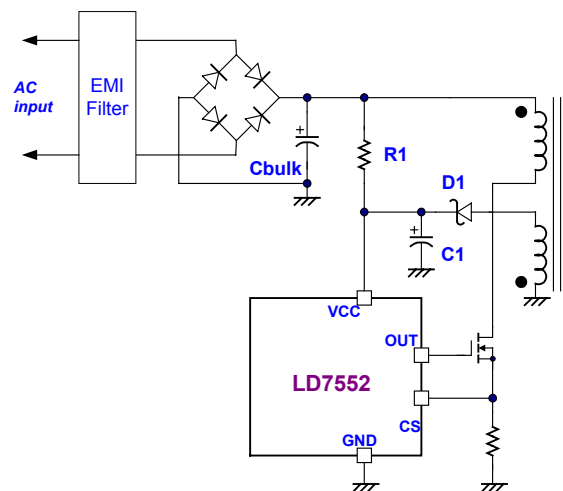 AC
input
EMI
Filter
+
Cbulk
R1
D1
+
C1
VCC
OUT
LD7552
CS
GND